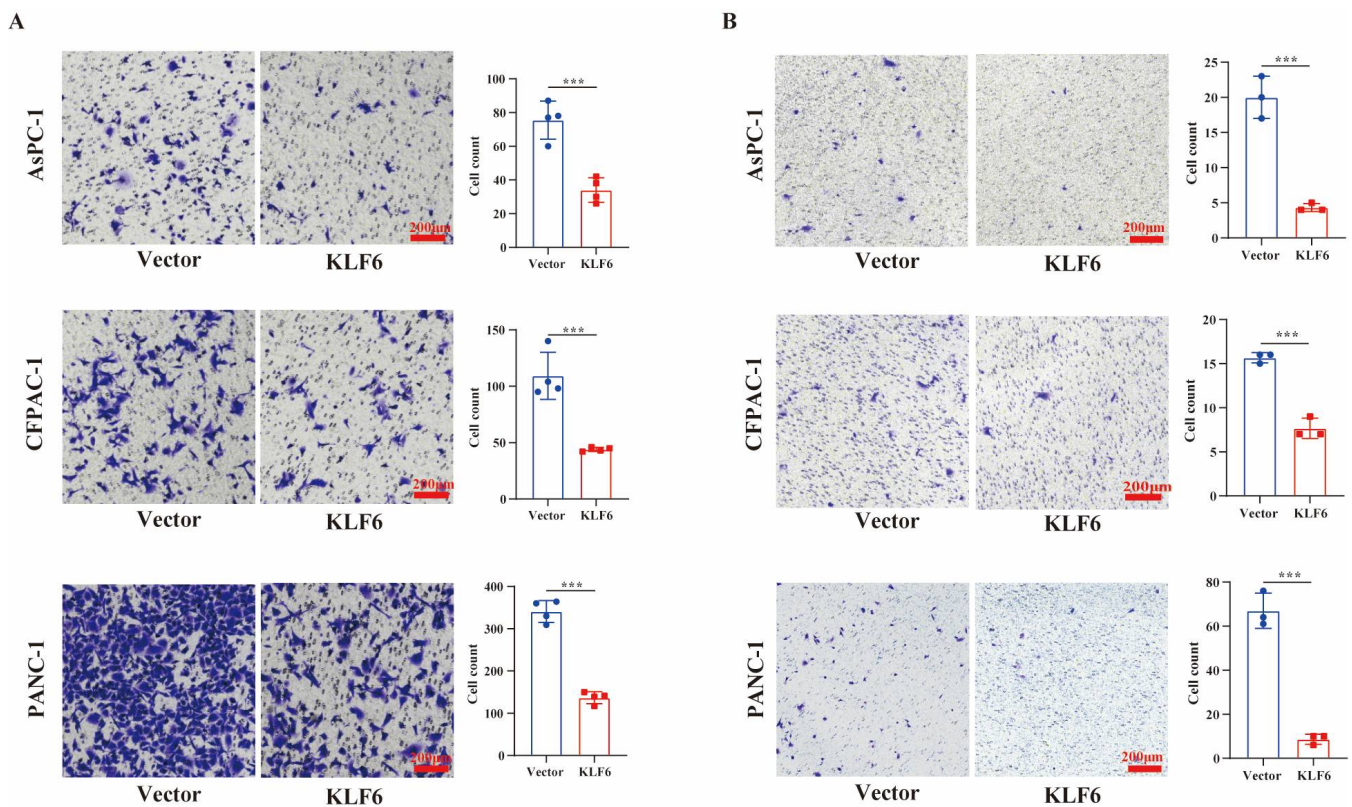 A
B
AsPC-1
200μm
Vector
KLF6
Cell count
100
80
60
40
20
0
***
Vector
KLF6
AsPC-1
200μm
Vector
KLF6
Cell count
25
20
15
10
5
0
***
Vector
KLF6
CFPAC-1
200μm
Vector
KLF6
Cell count
150
100
50
0
***
Vector
KLF6
CFPAC-1
200μm
Vector
KLF6
Cell count
20
15
10
5
0
***
Vector
KLF6
PANC-1
200μm
Vector
KLF6
Cell count
400
300
200
100
0
***
Vector
KLF6
PANC-1
200μm
Vector
KLF6
Cell count
80
60
40
20
0
***
Vector
KLF6